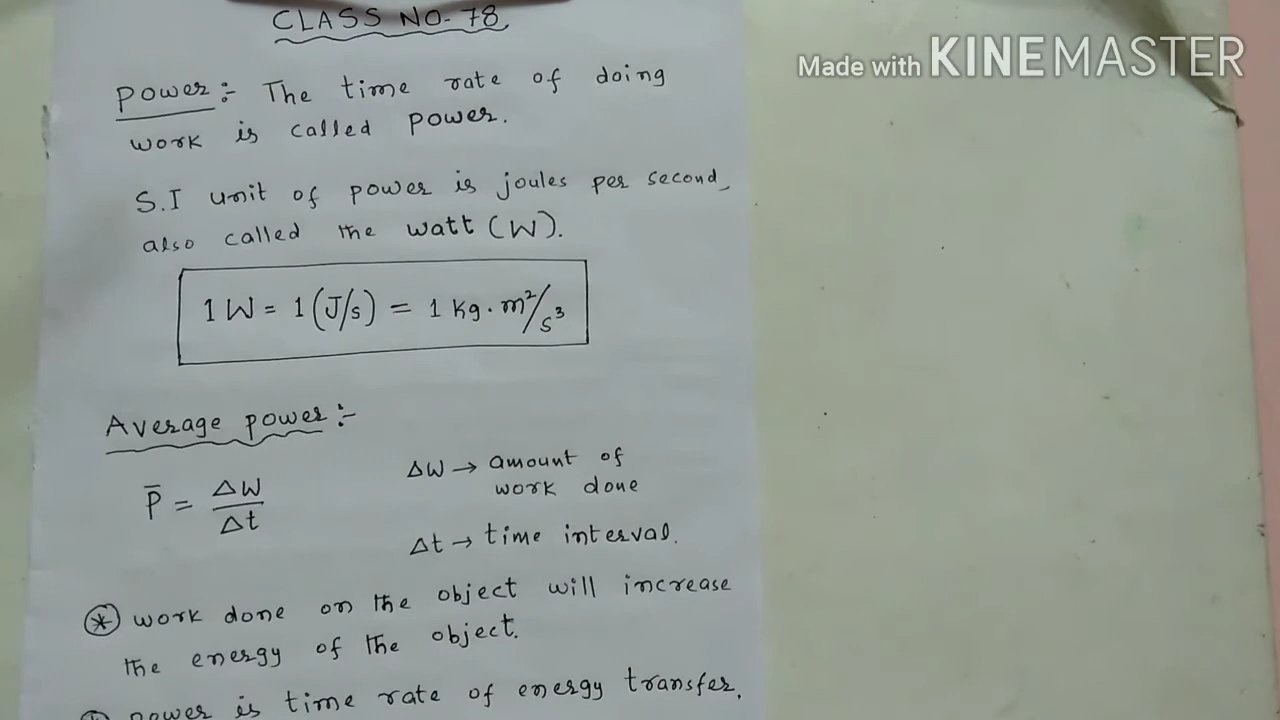 CLASS NO-78
Made with KINEMASTER
Power:- The time rate of doing
work is called power.
S.I unit of power is joules per second,
also called the watt (W).
1 W = 1 (J/s) = 1 kg. m²/s³
Average power:-
P̄ = ΔW/Δt
ΔW → amount of
work done
Δt → time interval.
* work done on the object will increase
the energy of the object.
power is time rate of energy transfer.